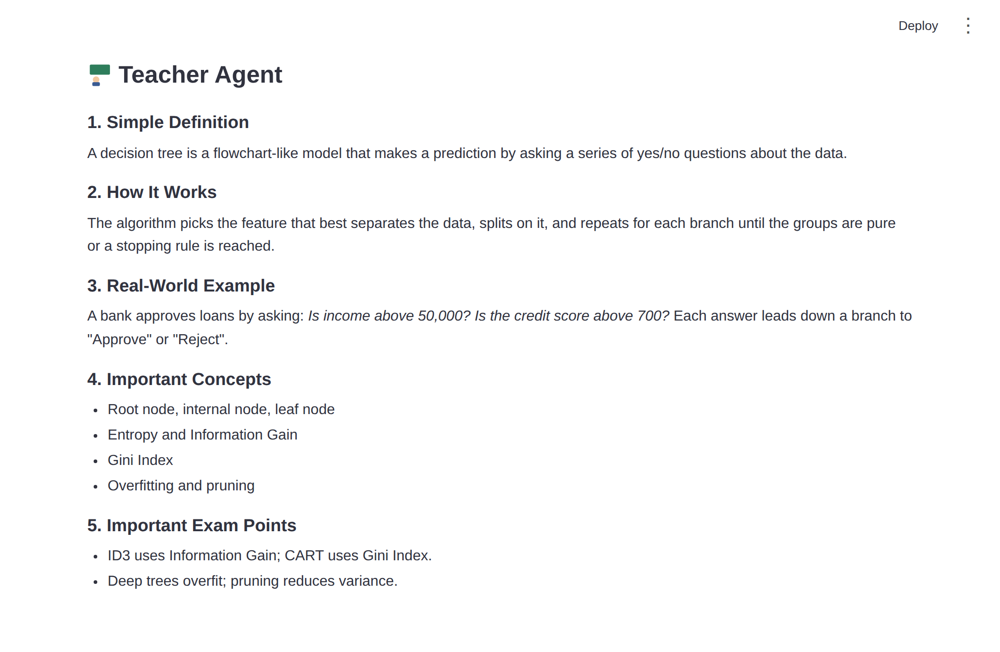 Deploy
Teacher Agent
1. Simple Definition
A decision tree is a flowchart-like model that makes a prediction by asking a series of yes/no questions about the data.
2. How It Works
The algorithm picks the feature that best separates the data, splits on it, and repeats for each branch until the groups are pure
or a stopping rule is reached.
3. Real-World Example
A bank approves loans by asking: Is income above 50,000? Is the credit score above 700? Each answer leads down a branch to
"Approve" or "Reject".
4. Important Concepts
• Root node, internal node, leaf node
• Entropy and Information Gain
• Gini Index
• Overfitting and pruning
5. Important Exam Points
• ID3 uses Information Gain; CART uses Gini Index.
• Deep trees overfit; pruning reduces variance.